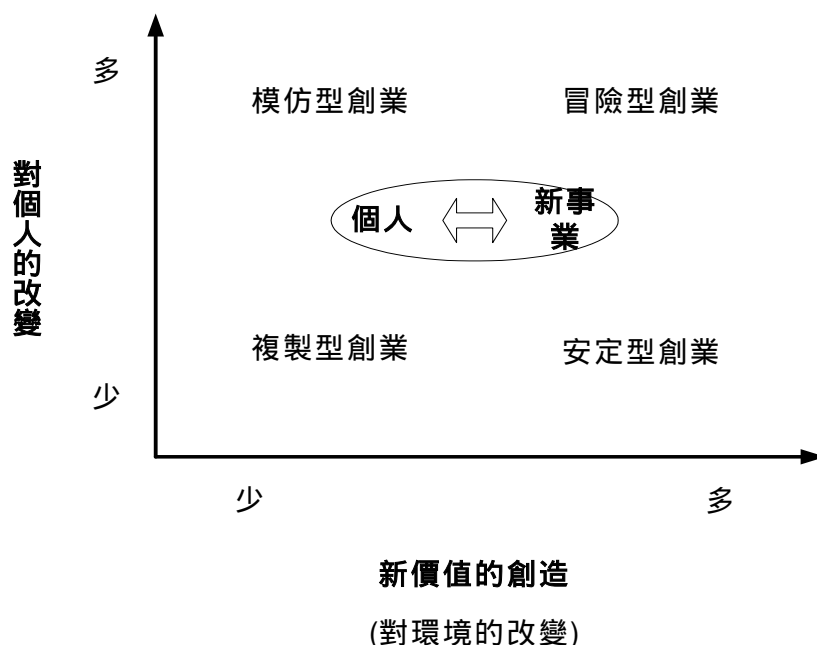 多
模仿型創業
冒險型創業
對個人的改變
個人
新事
業
複製型創業
安定型創業
少
少
多
新價值的創造
(對環境的改變)